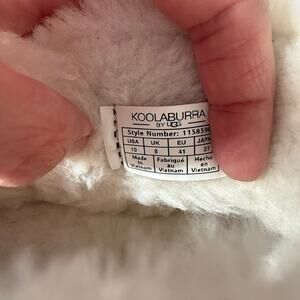 KOOLABURRA
BY UGG
Style Number:
USA UK EU JAPA
10 8 41 27
Made Fabriqué Hecho
in au en
Vietnam Vietnam Vietnam